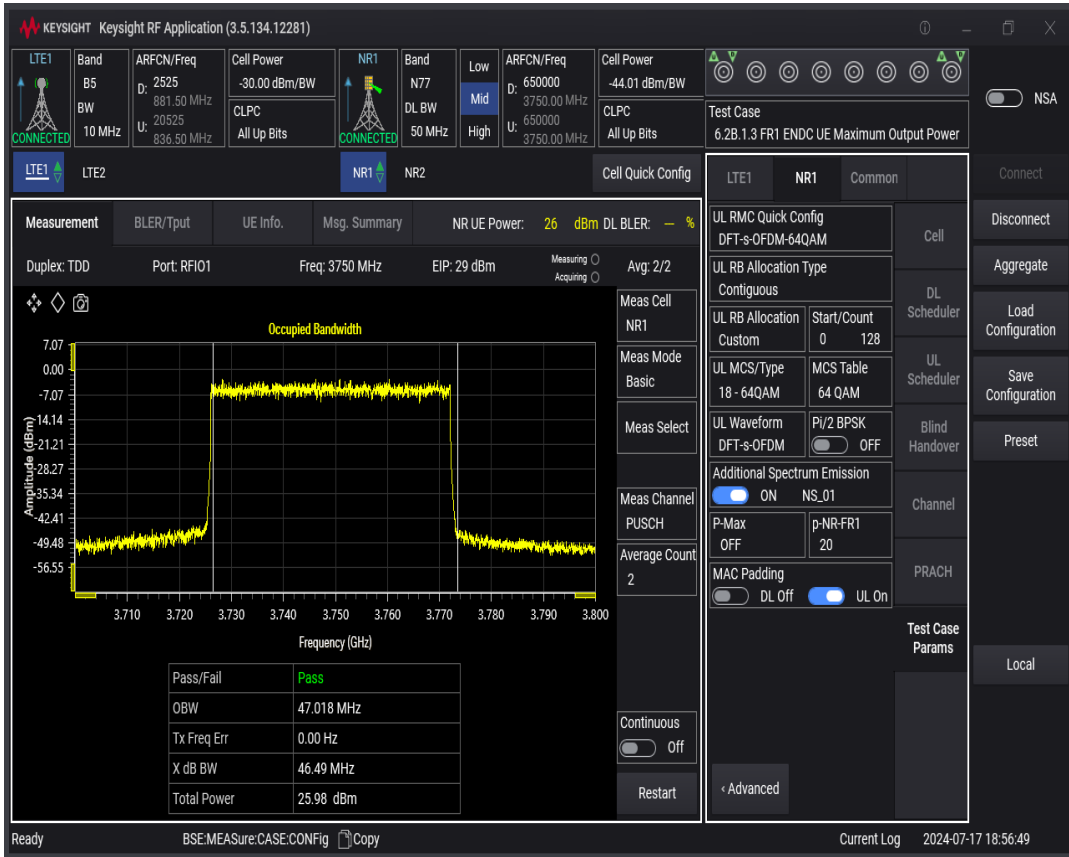 KEYSIGHT Keysight RF Application (3.5.134.12281)
LTE1 Band ARFCN/Freq Cell Power NR1 Band Low ARFCN/Freq Cell Power
B5 D: 2525 -30.00 dBm/BW N77 D: 650000 -44.01 dBm/BW
881.50 MHz 3750.00 MHz
BW CLPC DL BW Mid CLPC Test Case
CONNECTED 10 MHz U: 20525 All Up Bits CONNECTED 50 MHz High U: 650000 All Up Bits 6.2B.1.3 FR1 ENDC UE Maximum Output Power
836.50 MHz 3750.00 MHz
NSA
LTE1 LTE2 NR1 NR2 Cell Quick Config
Measurement BLER/Tput UE Info. Msg. Summary NR UE Power: 26 dBm DL BLER: --- %
Duplex: TDD Port: RFIO1 Freq: 3750 MHz EIP: 29 dBm Measuring Avg: 2/2
Acquiring
Occupied Bandwidth
7.07
0.00
-7.07
-14.14
-21.21
-28.27
-35.34
-42.41
-49.48
-56.55
Amplitude (dBm)
3.710 3.720 3.730 3.740 3.750 3.760 3.770 3.780 3.790 3.800
Frequency (GHz)
Pass/Fail Pass
OBW 47.018 MHz
Tx Freq Err 0.00 Hz
X dB BW 46.49 MHz
Total Power 25.98 dBm
Meas Cell
NR1
Meas Mode
Basic
Meas Select
Meas Channel
PUSCH
Average Count
2
Continuous
Off
Restart
LTE1 NR1 Common
UL RMC Quick Config
DFT-s-OFDM-64QAM
UL RB Allocation Type
Contiguous
UL RB Allocation Start/Count
Custom 0 128
UL MCS/Type MCS Table
18 - 64QAM 64 QAM
UL Waveform Pi/2 BPSK
DFT-s-OFDM OFF
Additional Spectrum Emission
ON NS_01
P-Max p-NR-FR1
OFF 20
MAC Padding
DL Off UL On
‹ Advanced
Cell
DL
Scheduler
UL
Scheduler
Blind
Handover
Channel
PRACH
Test Case
Params
Connect
Disconnect
Aggregate
Load
Configuration
Save
Configuration
Preset
Local
Ready BSE:MEASure:CASE:CONFig Copy Current Log 2024-07-17 18:56:49